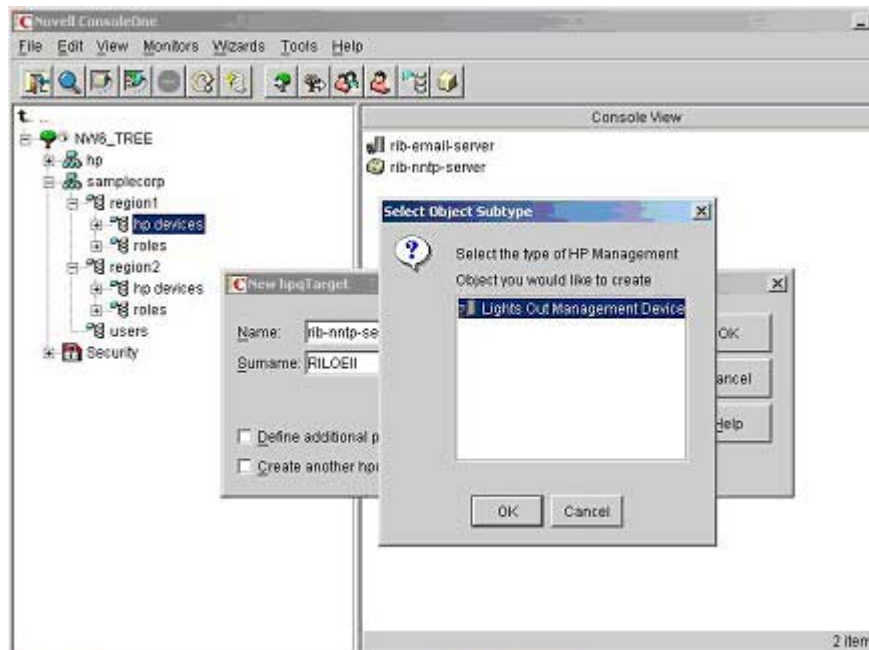 Novell ConsoleOne
File Edit View Monitors Wizards Tools Help
Console View
NW6_TREE
hp
samplecorp
region1
hp devices
roles
region2
hp devices
roles
users
Security
rib-email-server
rib-nntp-server
New hpqTarget
Name: rib-nntp-se
Surname: RILOEII
Define additional p
Create another hp
OK
ancel
Help
Select Object Subtype
Select the type of HP Management
Object you would like to create
Lights Out Management Device
OK Cancel
2 item